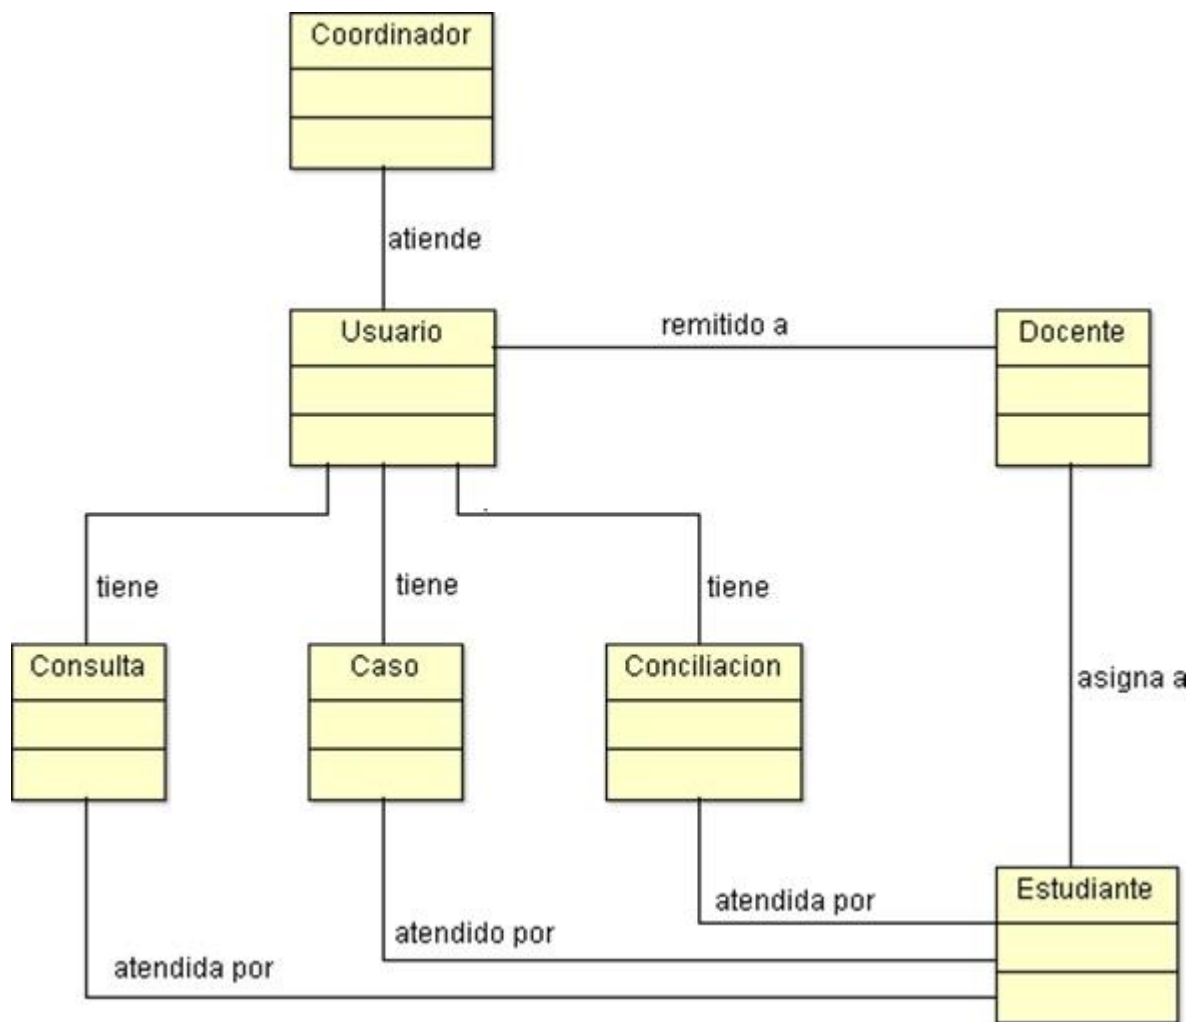 Coordinador
atiende
Usuario
remitido a
Docente
tiene
tiene
tiene
Consulta
Caso
Conciliacion
asigna a
Estudiante
atendida por
atendido por
atendida por